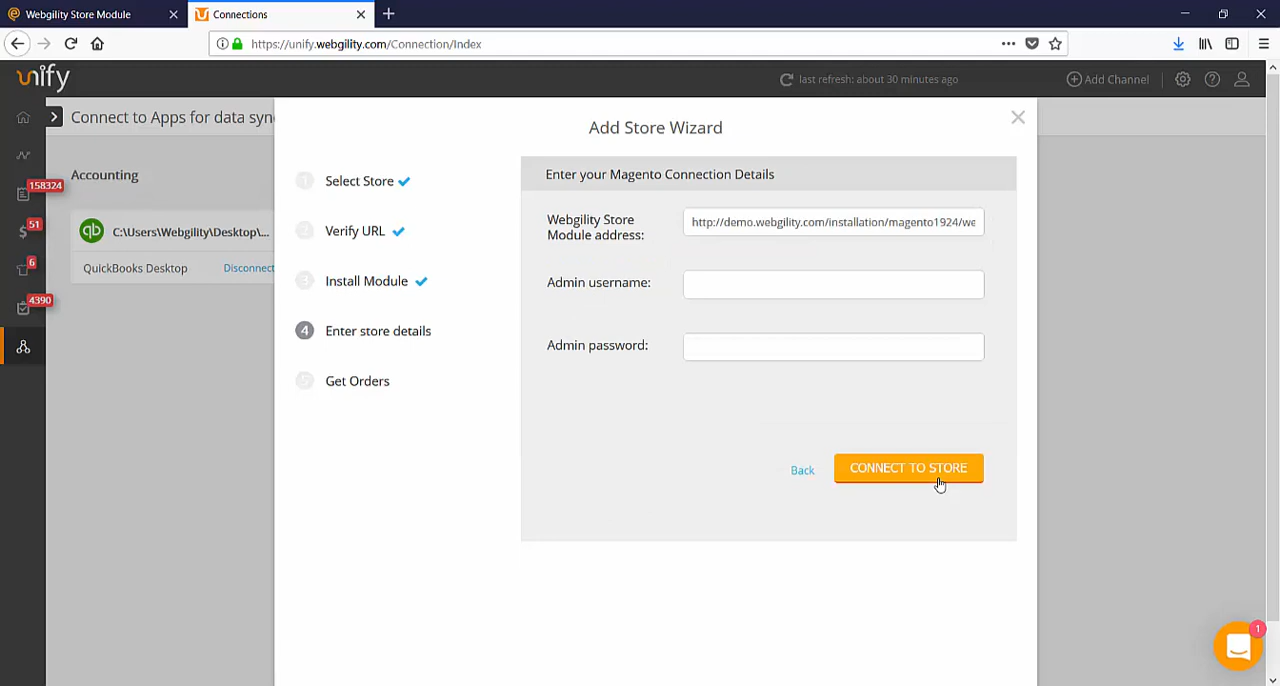 Webgility Store Module
Connections
https://unify.webgility.com/Connection/Index
unify
last refresh: about 30 minutes ago
Add Channel
Connect to Apps for data syn
Add Store Wizard
Accounting
158324
51
6
4390
C:\Users\Webgility\Desktop\...
QuickBooks Desktop
Disconnect
1
Select Store
Verify URL
Install Module
4
Enter store details
Get Orders
Enter your Magento Connection Details
Webgility Store
Module address:
http://demo.webgility.com/installation/magento1924/we
Admin username:
Admin password:
Back
CONNECT TO STORE
1